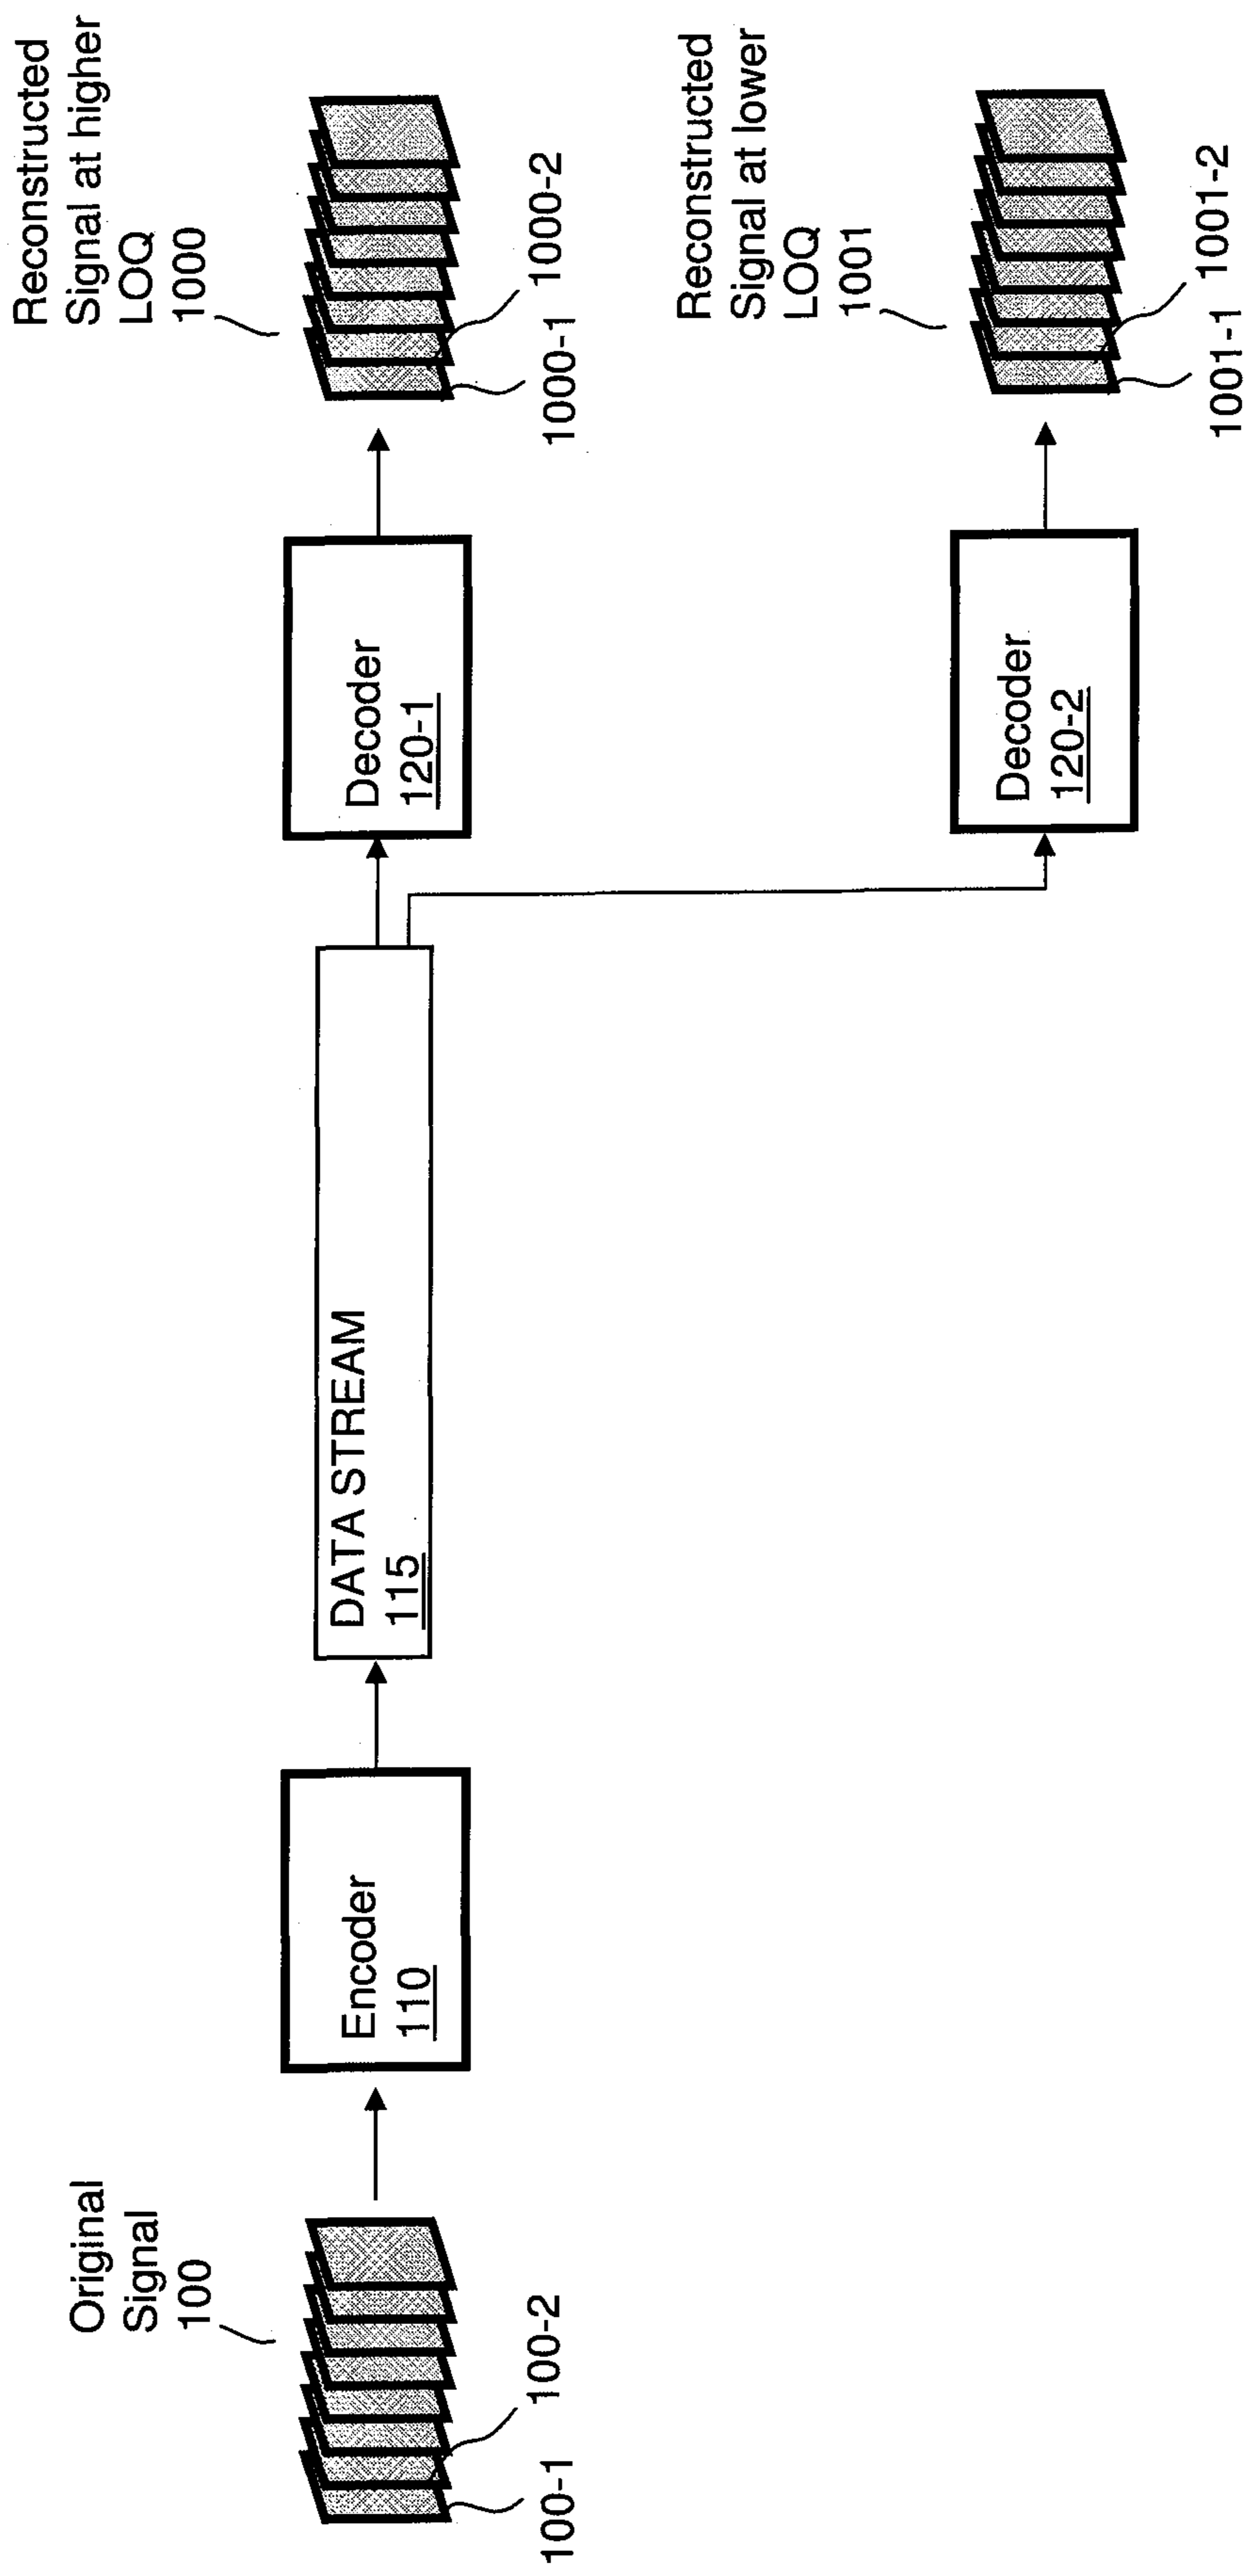 Original
Signal
100
100-1
100-2
Encoder
110
DATA STREAM
115
Decoder
120-1
Reconstructed
Signal at higher
LOQ
1000
1000-1
1000-2
Decoder
120-2
Reconstructed
Signal at lower
LOQ
1001
1001-1
1001-2